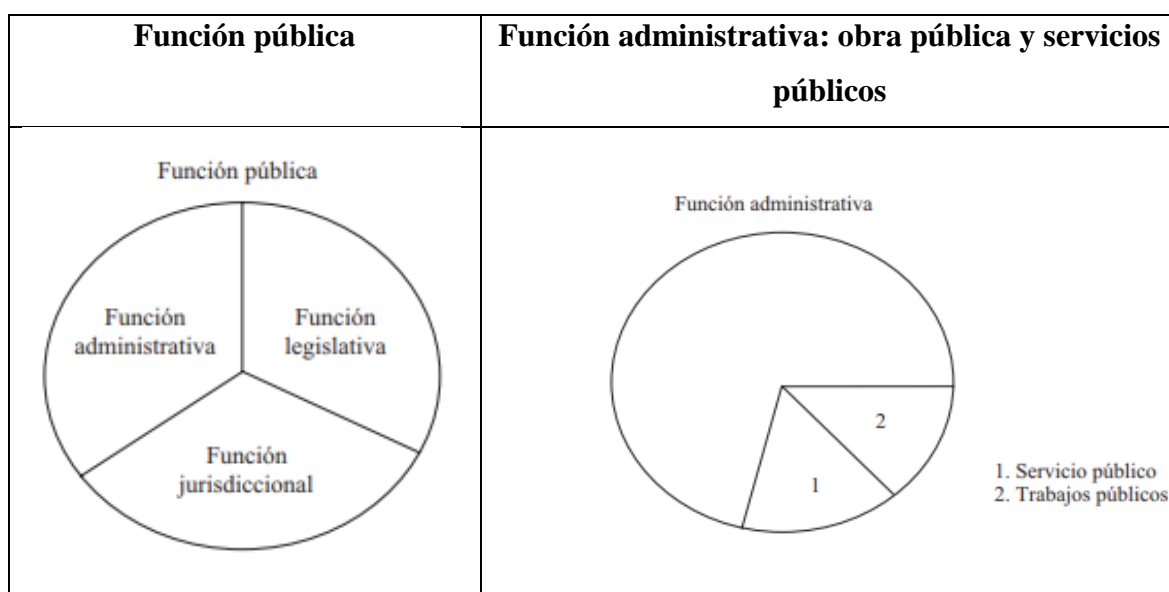 Función pública
Función administrativa: obra pública y servicios
públicos
Función pública
Función
administrativa
Función
legislativa
Función
jurisdiccional
Función administrativa
2
1
1. Servicio público
2. Trabajos públicos